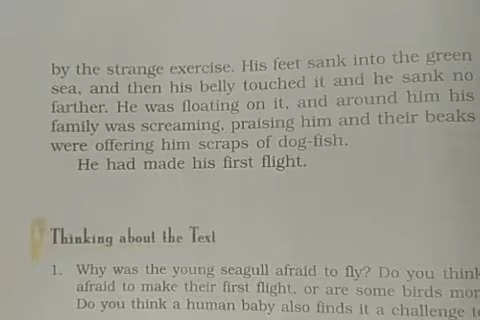 by the strange exercise. His feet sank into the green
sea, and then his belly touched it and he sank no
farther. He was floating on it, and around him his
family was screaming, praising him and their beaks
were offering him scraps of dog-fish.
He had made his first flight.
Thinking about the Text
1. Why was the young seagull afraid to fly? Do you think
afraid to make their first flight, or are some birds mor
Do you think a human baby also finds it a challenge t